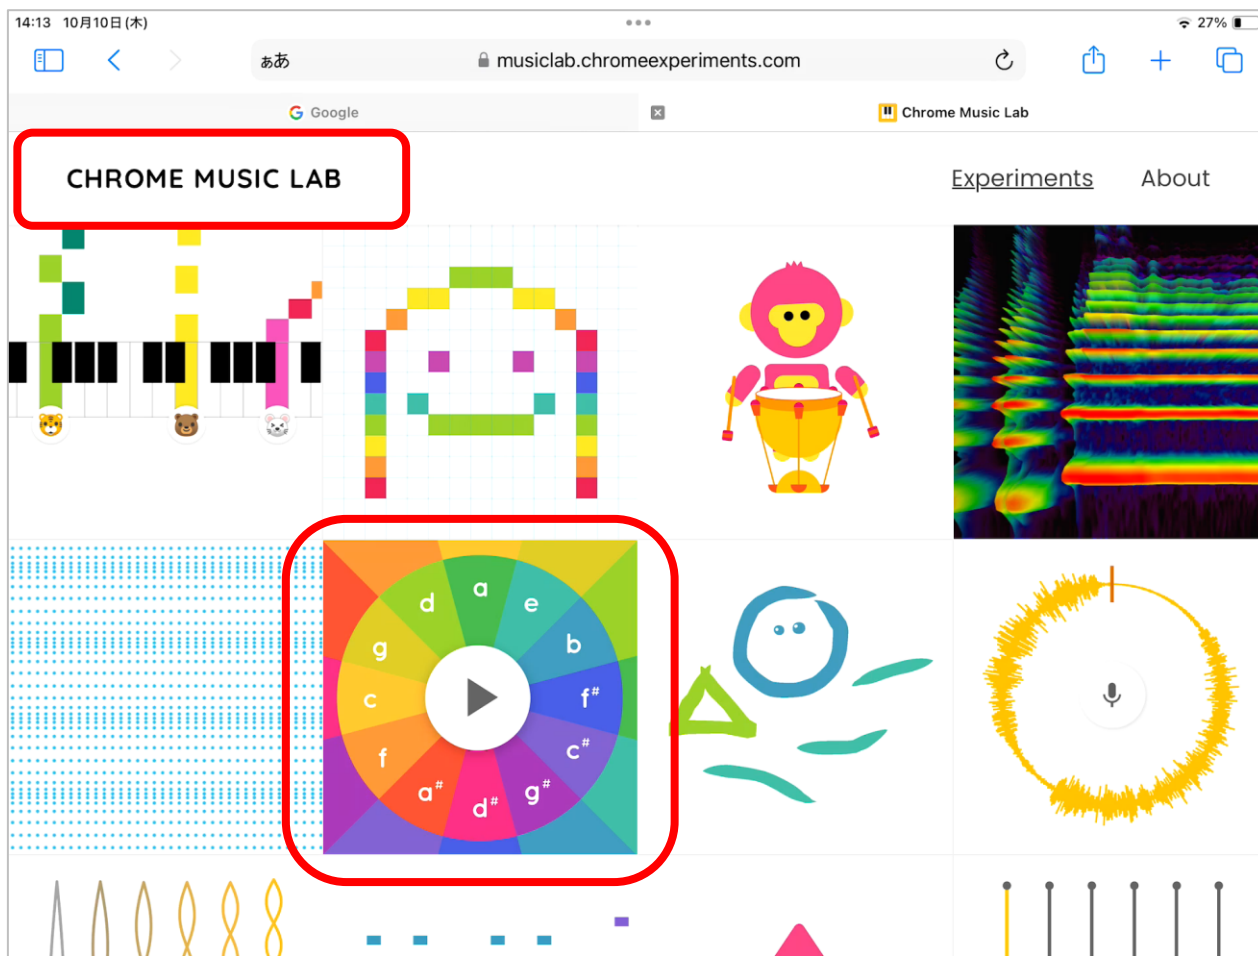 14:13 10月10日(木)
27%
ぁあ
musiclab.chromeexperiments.com
Google
Chrome Music Lab
CHROME MUSIC LAB
Experiments
About
a
d
e
g
b
c
f#
f
c#
a#
g#
d#